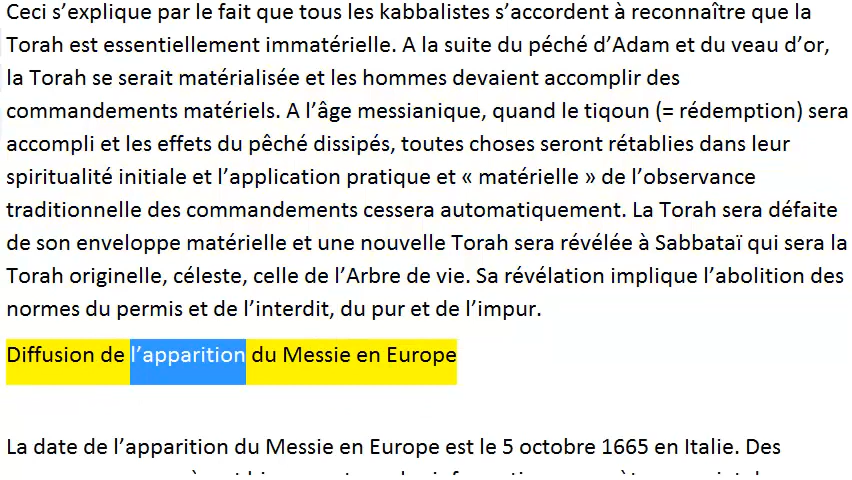 Ceci s’explique par le fait que tous les kabbalistes s’accordent à reconnaître que la
Torah est essentiellement immatérielle. A la suite du péché d’Adam et du veau d’or,
la Torah se serait matérialisée et les hommes devaient accomplir des
commandements matériels. A l’âge messianique, quand le tiqoun (= rédemption) sera
accompli et les effets du pêché dissipés, toutes choses seront rétablies dans leur
spiritualité initiale et l’application pratique et « matérielle » de l’observance
traditionnelle des commandements cessera automatiquement. La Torah sera défaite
de son enveloppe matérielle et une nouvelle Torah sera révélée à Sabbataï qui sera la
Torah originelle, céleste, celle de l’Arbre de vie. Sa révélation implique l’abolition des
normes du permis et de l’interdit, du pur et de l’impur.
Diffusion de l’apparition du Messie en Europe
La date de l’apparition du Messie en Europe est le 5 octobre 1665 en Italie. Des